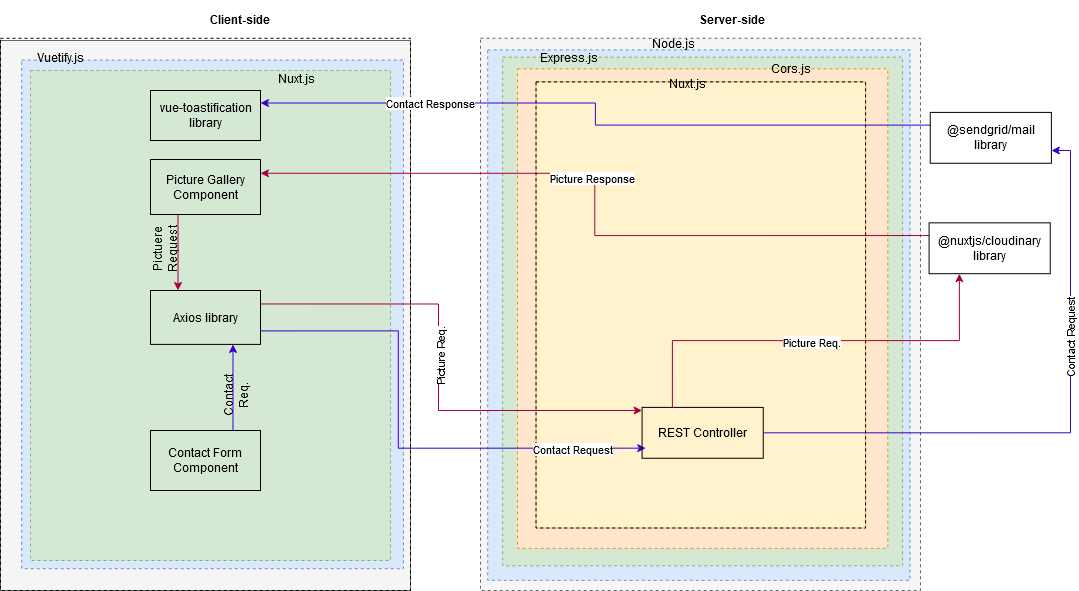 Client-side
Server-side
Node.js
Vuetify.js
Express.js
Cors.js
Nuxt.js
Nuxt.js
vue-toastification
library
Contact Response
@sendgrid/mail
library
Picture Gallery
Component
Picture Response
Pictuere
Request
@nuxtjs/cloudinary
library
Axios library
Picture Req.
Picture Req.
Contact Request
Contact
Req.
REST Controller
Contact Request
Contact Form
Component